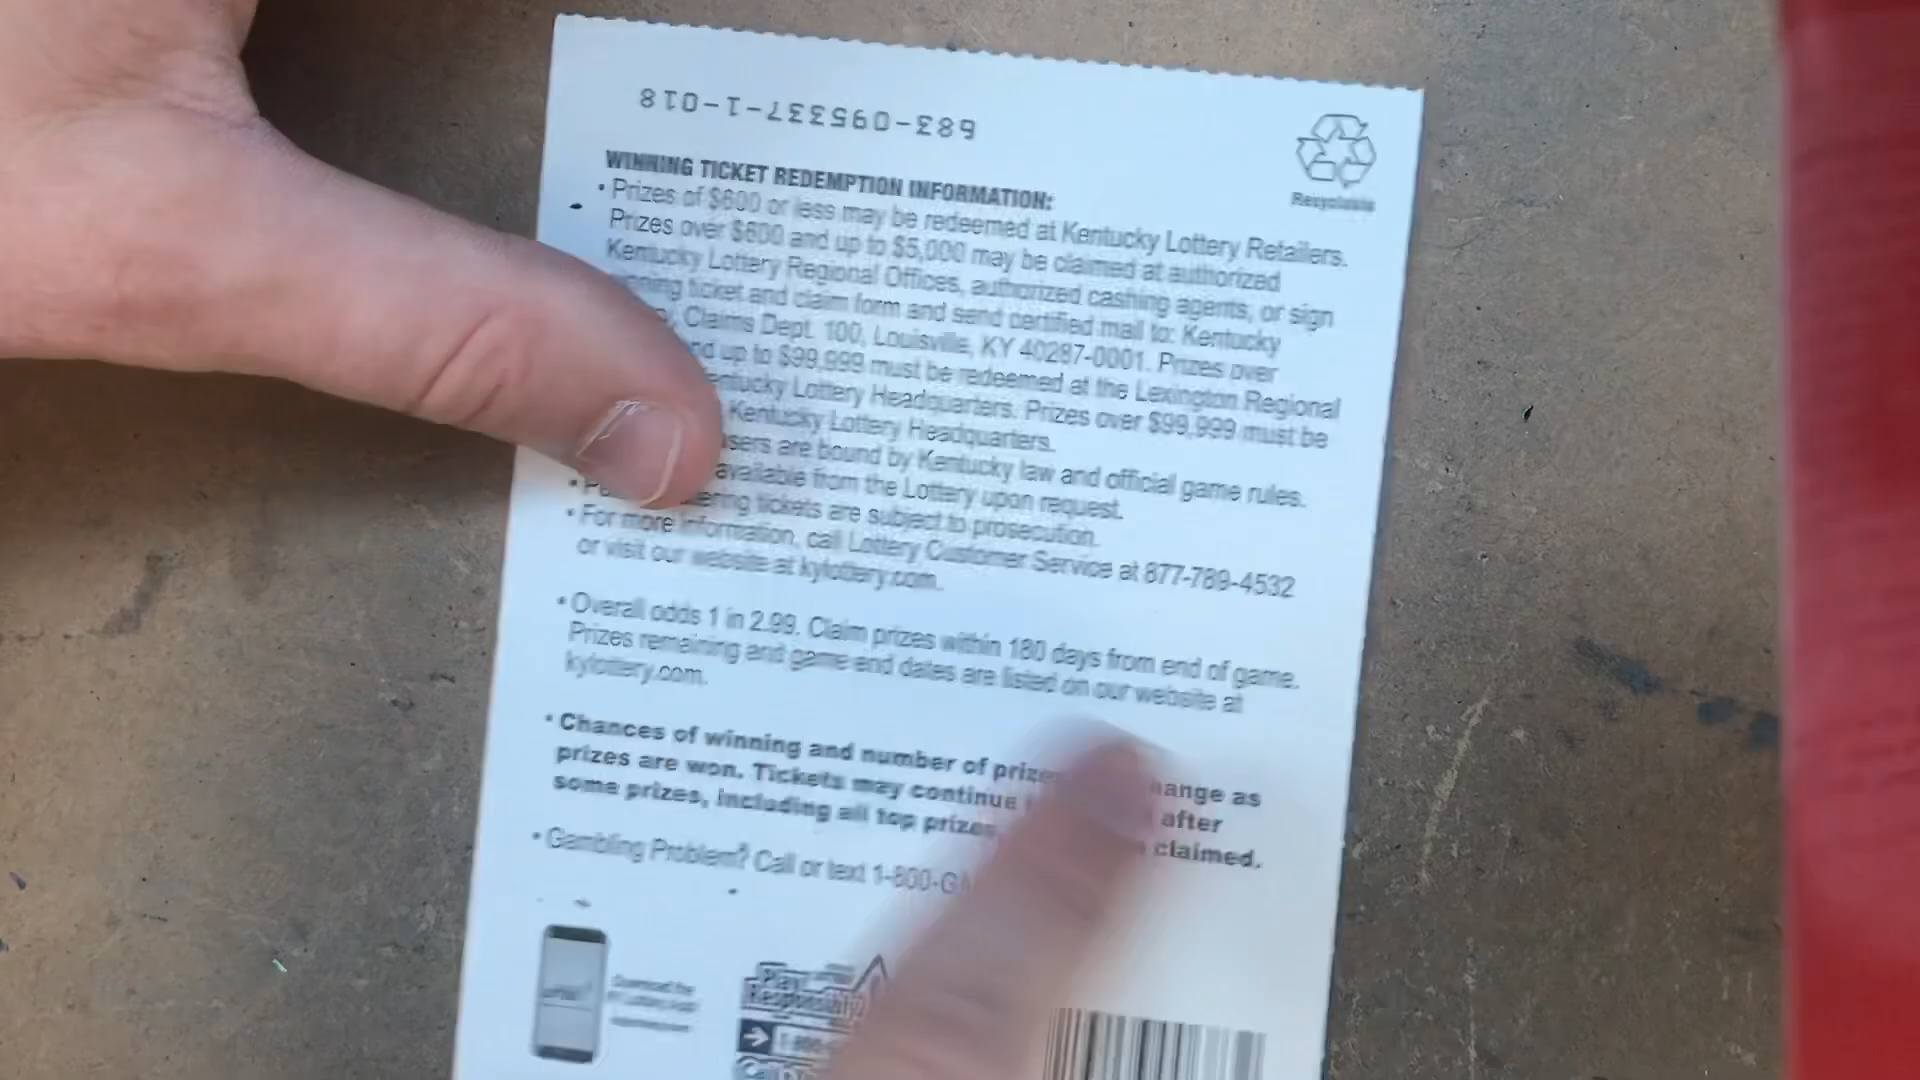 683-095337-1-018
WINNING TICKET REDEMPTION INFORMATION:
• Prizes of $600 or less may be redeemed at Kentucky Lottery Retailers.
Prizes over $600 and up to $5,000 may be claimed at authorized
Kentucky Lottery Regional Offices, authorized cashing agents, or sign
ticket and claim form and send certified mail to: Kentucky
Claims Dept. 100, Louisville, KY 40287-0001. Prizes over
up to $99,999 must be redeemed at the Lexington Regional
Kentucky Lottery Headquarters. Prizes over $99,999 must be
Kentucky Lottery Headquarters.
are bound by Kentucky law and official game rules.
available from the Lottery upon request.
tickets are subject to prosecution.
• For more information, call Lottery Customer Service at 877-789-4532
or visit our website at kylottery.com.
• Overall odds 1 in 2.99. Claim prizes within 180 days from end of game.
Prizes remaining and game end dates are listed on our website at
kylottery.com.
• Chances of winning and number of as
prizes are won. Tickets may continue after
some prizes, including all top prizes, claimed.
• Gambling Problem? Call or text
Recyclable
Play
Responsibly